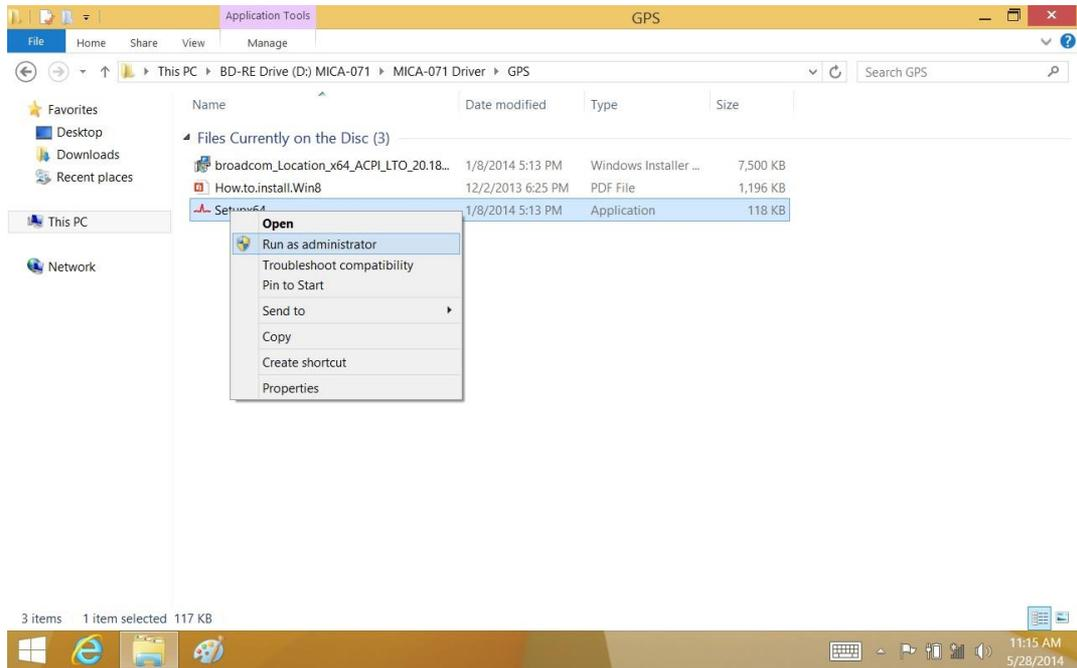 Application Tools
GPS
File Home Share View Manage
This PC BD-RE Drive (D:) MICA-071 MICA-071 Driver GPS
Search GPS
Favorites
Desktop
Downloads
Recent places
This PC
Network
Name Date modified Type Size
Files Currently on the Disc (3)
broadcom_Location_x64_ACPI_LTO_20.18... 1/8/2014 5:13 PM Windows Installer ... 7,500 KB
How.to.install.Win8 12/2/2013 6:25 PM PDF File 1,196 KB
Setupx64 1/8/2014 5:13 PM Application 118 KB
Open
Run as administrator
Troubleshoot compatibility
Pin to Start
Send to
Copy
Create shortcut
Properties
3 items 1 item selected 117 KB
11:15 AM
5/28/2014